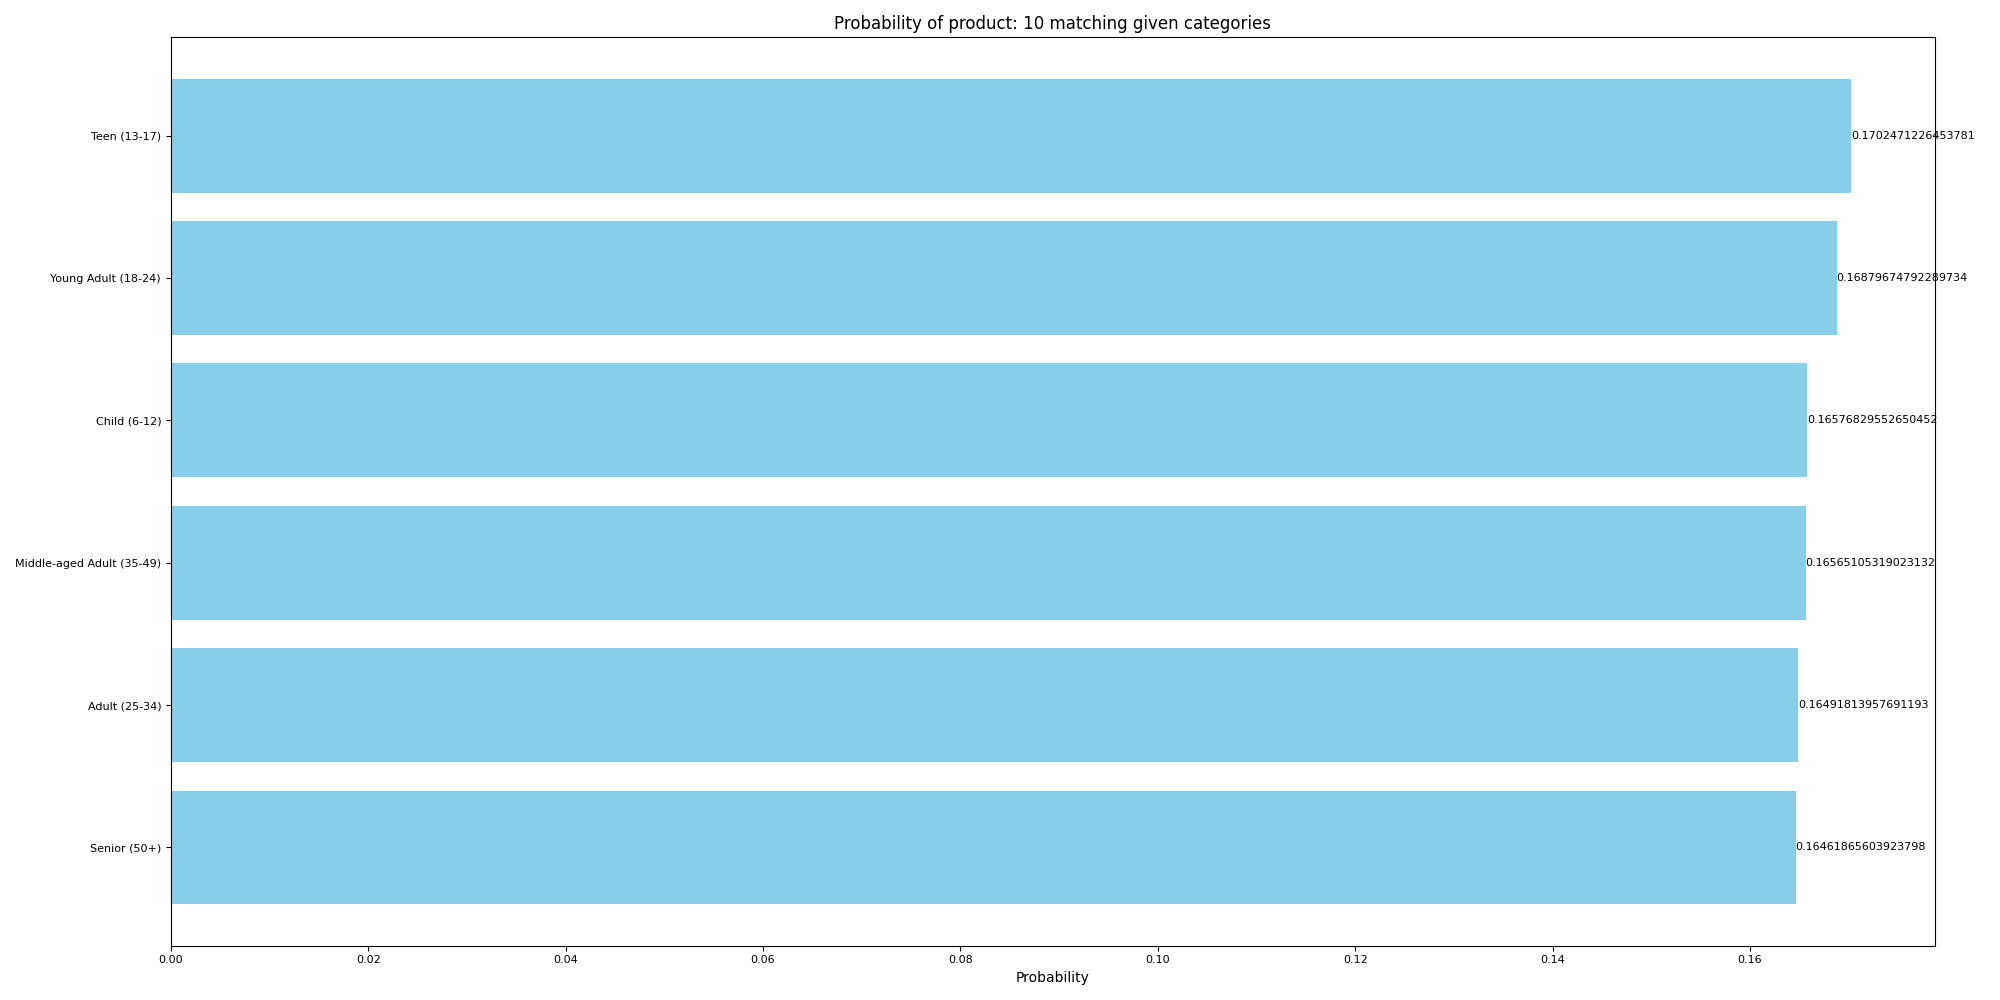 Probability of product: 10 matching given categories
Teen (13-17)
0.1702471226453781
Young Adult (18-24)
0.16879674792289734
Child (6-12)
0.16576829552650452
Middle-aged Adult (35-49)
0.16565105319023132
Adult (25-34)
0.16491813957691193
Senior (50+)
0.16461865603923798
0.00 0.02 0.04 0.06 0.08 0.10 0.12 0.14 0.16
Probability